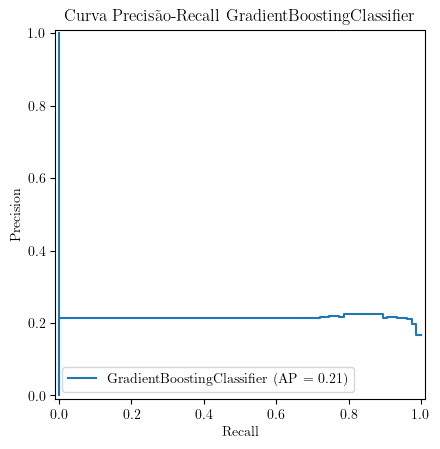 Curva Precisão-Recall GradientBoostingClassifier
1.0
0.8
0.6
0.4
0.2
0.0
Precision
GradientBoostingClassifier (AP = 0.21)
0.0 0.2 0.4 0.6 0.8 1.0
Recall